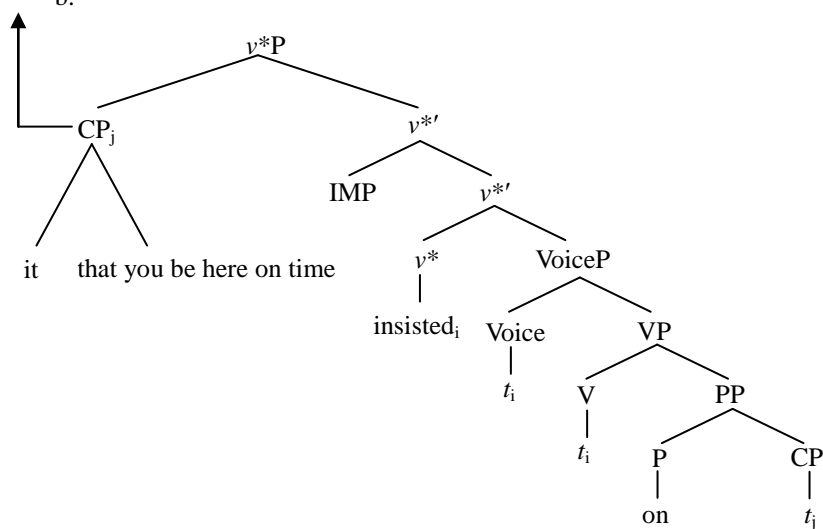 b.
v*P
CPj v*′
IMP v*′
it that you be here on time v* VoiceP
insistedi Voice VP
ti V PP
ti P CP
on tj